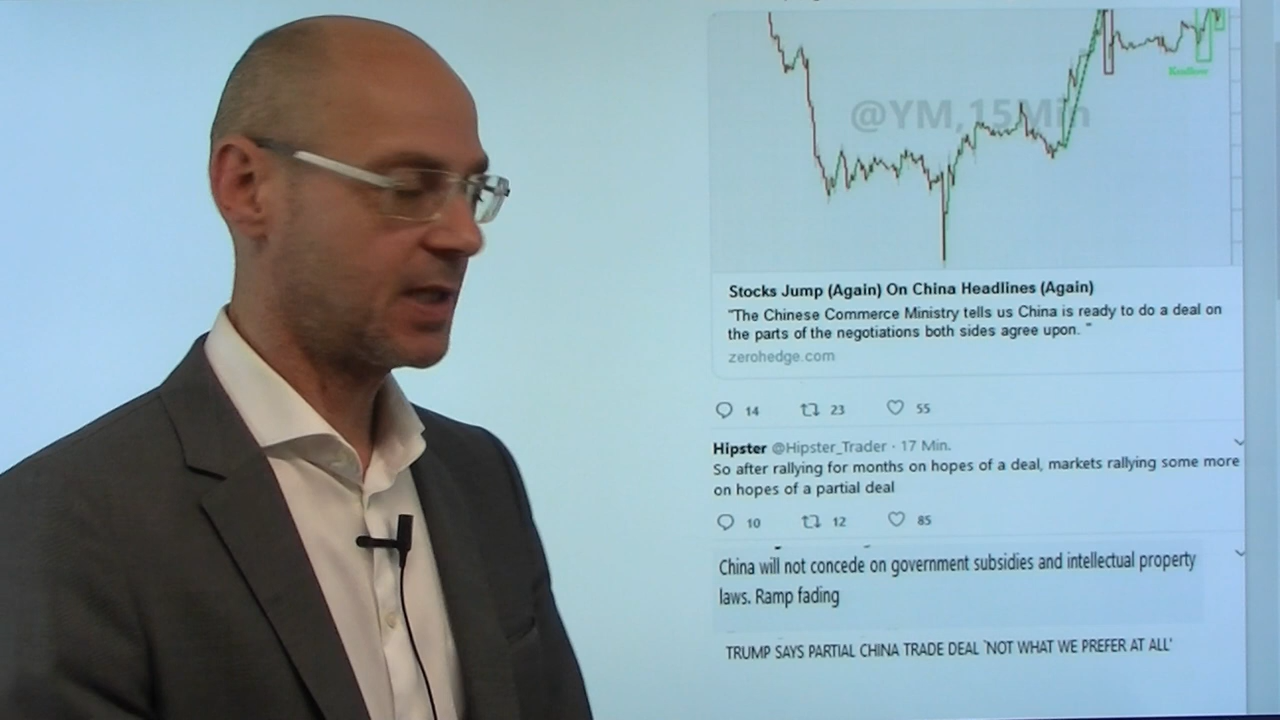 @YM,15Min
Stocks Jump (Again) On China Headlines (Again)
"The Chinese Commerce Ministry tells us China is ready to do a deal on
the parts of the negotiations both sides agree upon. "
zerohedge.com
14 23 55
Hipster @Hipster_Trader · 17 Min.
So after rallying for months on hopes of a deal, markets rallying some more
on hopes of a partial deal
10 12 85
China will not concede on government subsidies and intellectual property
laws. Ramp fading
TRUMP SAYS PARTIAL CHINA TRADE DEAL `NOT WHAT WE PREFER AT ALL'